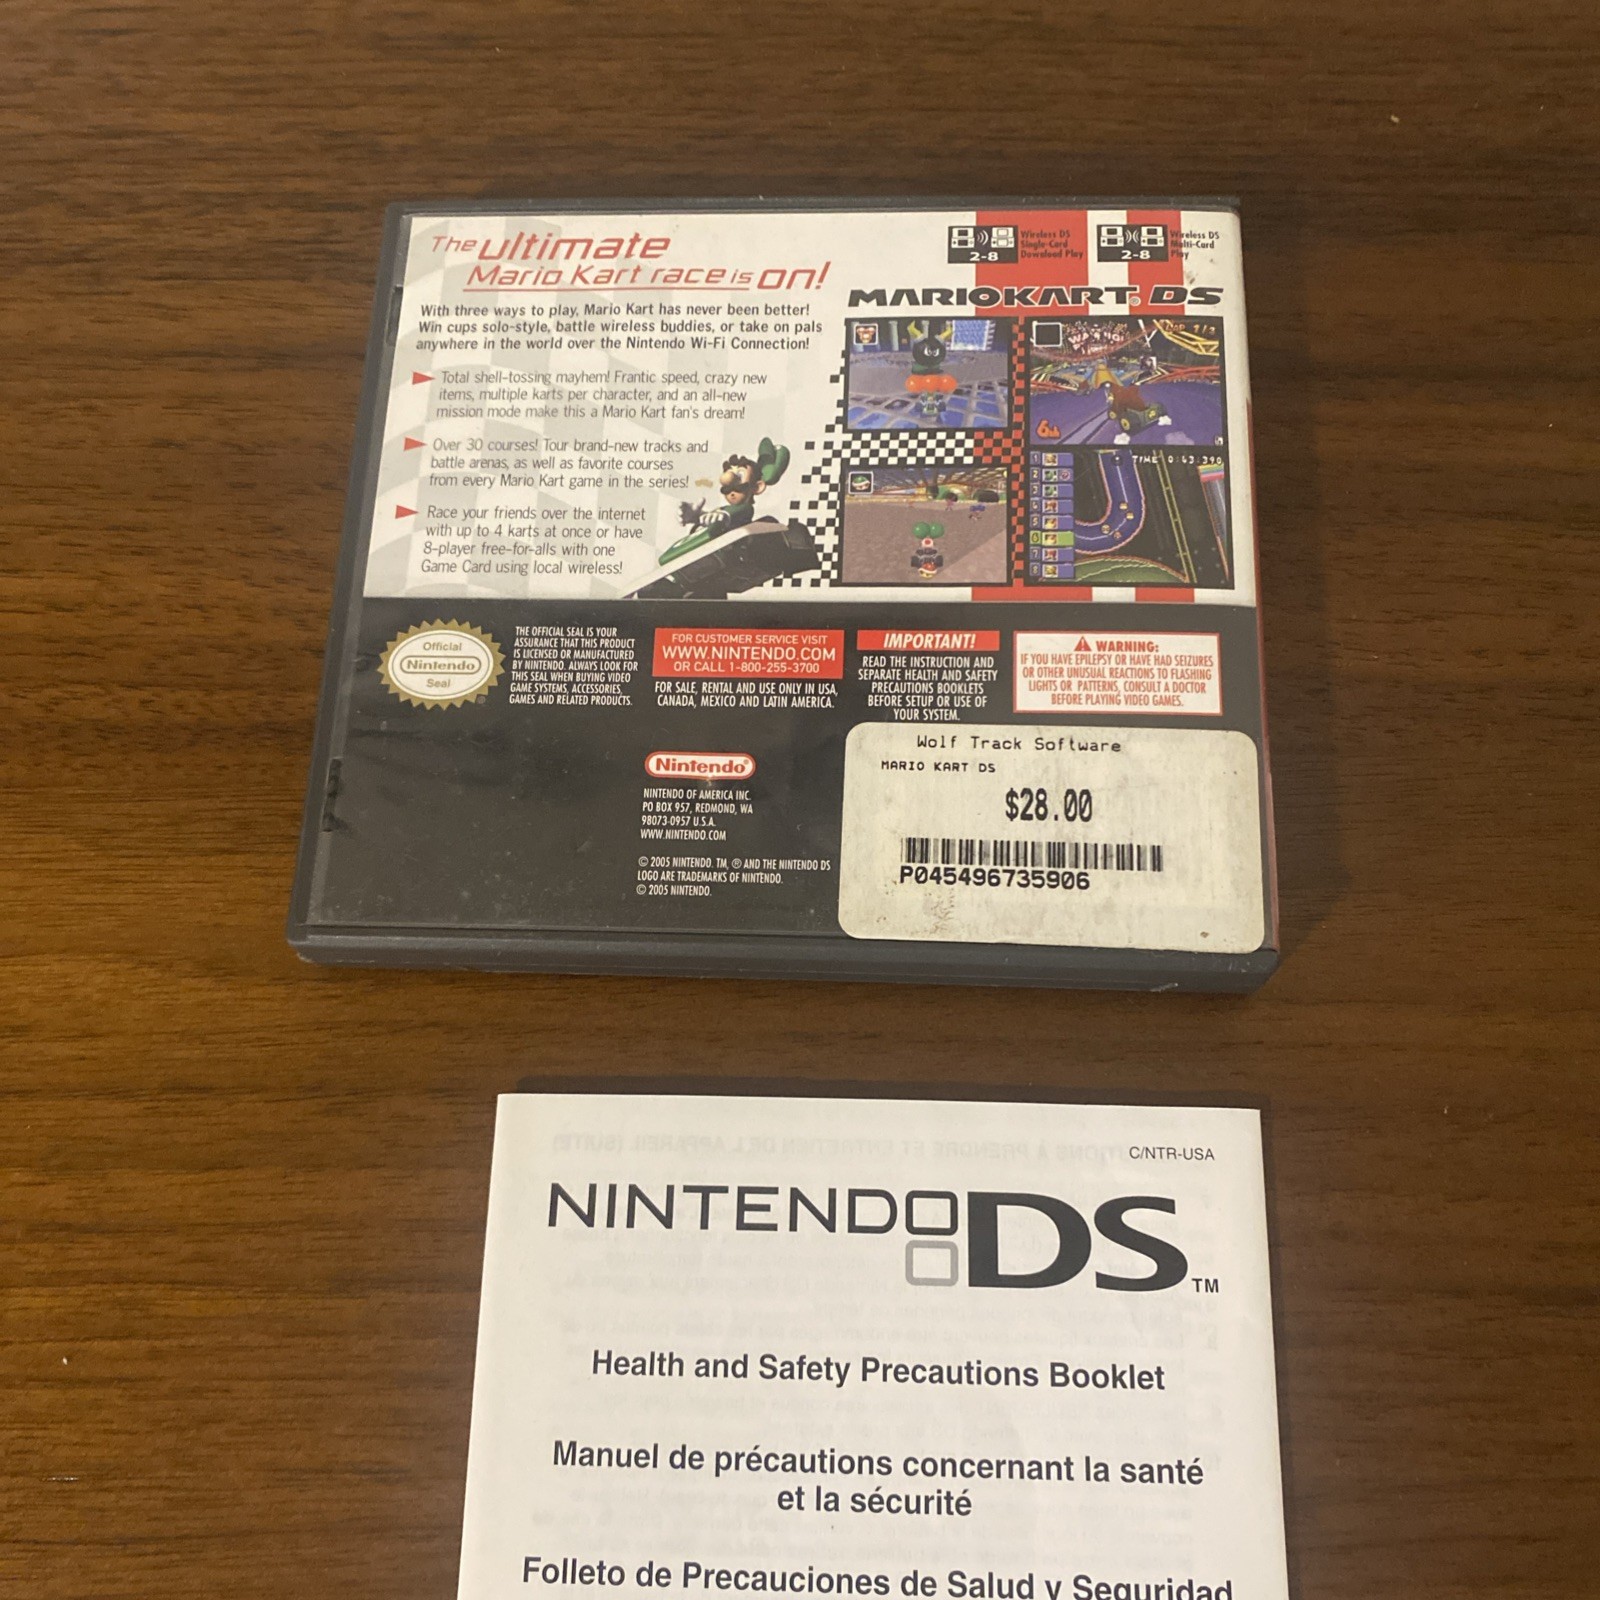 The ultimate
Mario Kart race is on!
With three ways to play, Mario Kart has never been better!
Win cups solo-style, battle wireless buddies, or take on pals
anywhere in the world over the Nintendo Wi-Fi Connection!
Total shell-tossing mayhem! Frantic speed, crazy new
items, multiple karts per character, and an all-new
mission mode make this a Mario Kart fan's dream!
Over 30 courses! Tour brand-new tracks and
battle arenas, as well as favorite courses
from every Mario Kart game in the series!
Race your friends over the internet
with up to 4 karts at once or have
8-player free-for-alls with one
Game Card using local wireless!
2-8
Wireless DS
Single-Card
Download Play
2-8
Wireless DS
Multi-Card
Play
MARIOKART® DS
6th
TIME 0:43:390
Official
Nintendo
Seal
THE OFFICIAL SEAL IS YOUR
ASSURANCE THAT THIS PRODUCT
IS LICENSED OR MANUFACTURED
BY NINTENDO. ALWAYS LOOK FOR
THIS SEAL WHEN BUYING VIDEO
GAME SYSTEMS, ACCESSORIES,
GAMES AND RELATED PRODUCTS.
FOR CUSTOMER SERVICE VISIT
WWW.NINTENDO.COM
OR CALL 1-800-255-3700
FOR SALE, RENTAL AND USE ONLY IN USA,
CANADA, MEXICO AND LATIN AMERICA.
IMPORTANT!
READ THE INSTRUCTION AND
SEPARATE HEALTH AND SAFETY
PRECAUTIONS BOOKLETS
BEFORE SETUP OR USE OF
YOUR SYSTEM.
WARNING:
IF YOU HAVE EPILEPSY OR HAVE HAD SEIZURES
OR OTHER UNUSUAL REACTIONS TO FLASHING
LIGHTS OR PATTERNS, CONSULT A DOCTOR
BEFORE PLAYING VIDEO GAMES.
Nintendo®
NINTENDO OF AMERICA INC.
PO BOX 957, REDMOND, WA
98073-0957 U.S.A.
WWW.NINTENDO.COM
© 2005 NINTENDO. TM, ® AND THE NINTENDO DS
LOGO ARE TRADEMARKS OF NINTENDO.
© 2005 NINTENDO.
Wolf Track Software
MARIO KART DS
$28.00
P045496735906
C/NTR-USA
NINTENDO DS™
Health and Safety Precautions Booklet
Manuel de précautions concernant la santé
et la sécurité
Folleto de Precauciones de Salud y Seguridad